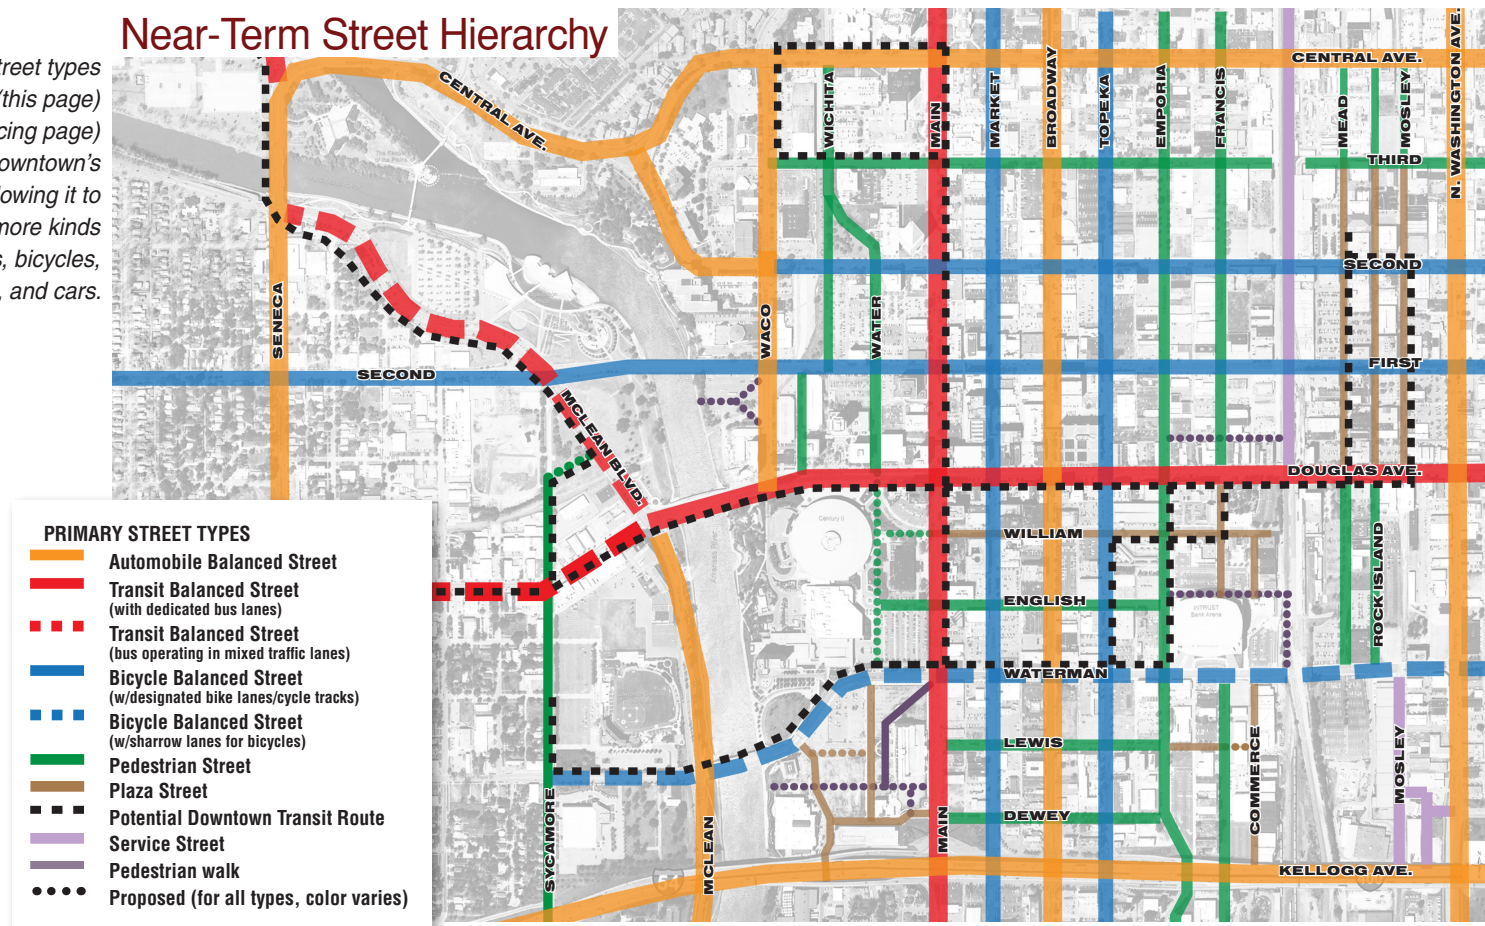 Near-Term Street Hierarchy
treet types
(this page)
cing page)
owntown's
lowing it to
more kinds
s, bicycles,
, and cars.
CENTRAL AVE.
CENTRAL AVE.
N. WASHINGTON AVE.
WICHITA
MAIN
MARKET
BROADWAY
TOPEKA
EMPORIA
FRANCIS
MEAD
MOSLEY
THIRD
SECOND
SENECA
WACO
WATER
SECOND
FIRST
MCLEAN BLVD.
DOUGLAS AVE.
Century II
WILLIAM
ENGLISH
INTRUST
Bank Arena
ROCK ISLAND
WATERMAN
LEWIS
DEWEY
COMMERCE
MOSLEY
SYCAMORE
MCLEAN
MAIN
KELLOGG AVE.
54
PRIMARY STREET TYPES
Automobile Balanced Street
Transit Balanced Street
(with dedicated bus lanes)
Transit Balanced Street
(bus operating in mixed traffic lanes)
Bicycle Balanced Street
(w/designated bike lanes/cycle tracks)
Bicycle Balanced Street
(w/sharrow lanes for bicycles)
Pedestrian Street
Plaza Street
Potential Downtown Transit Route
Service Street
Pedestrian walk
Proposed (for all types, color varies)